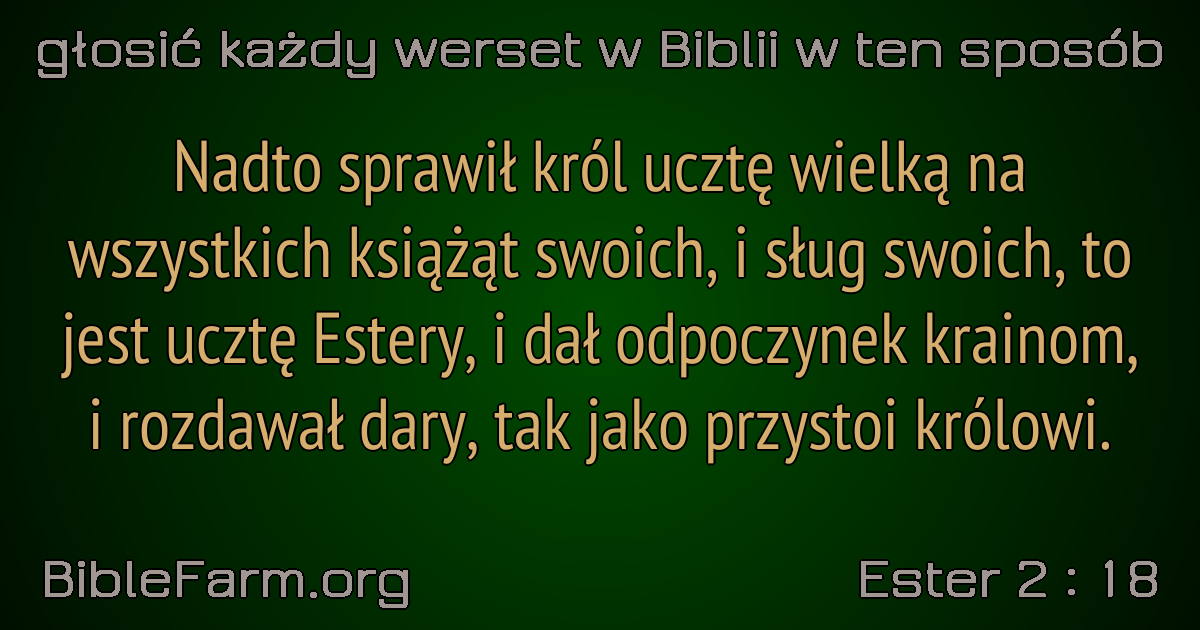 głosić każdy werset w Biblii w ten sposób
Nadto sprawił król ucztę wielką na
wszystkich książąt swoich, i sług swoich, to
jest ucztę Estery, i dał odpoczynek krainom,
i rozdawał dary, tak jako przystoi królowi.
BibleFarm.org
Ester 2 : 18